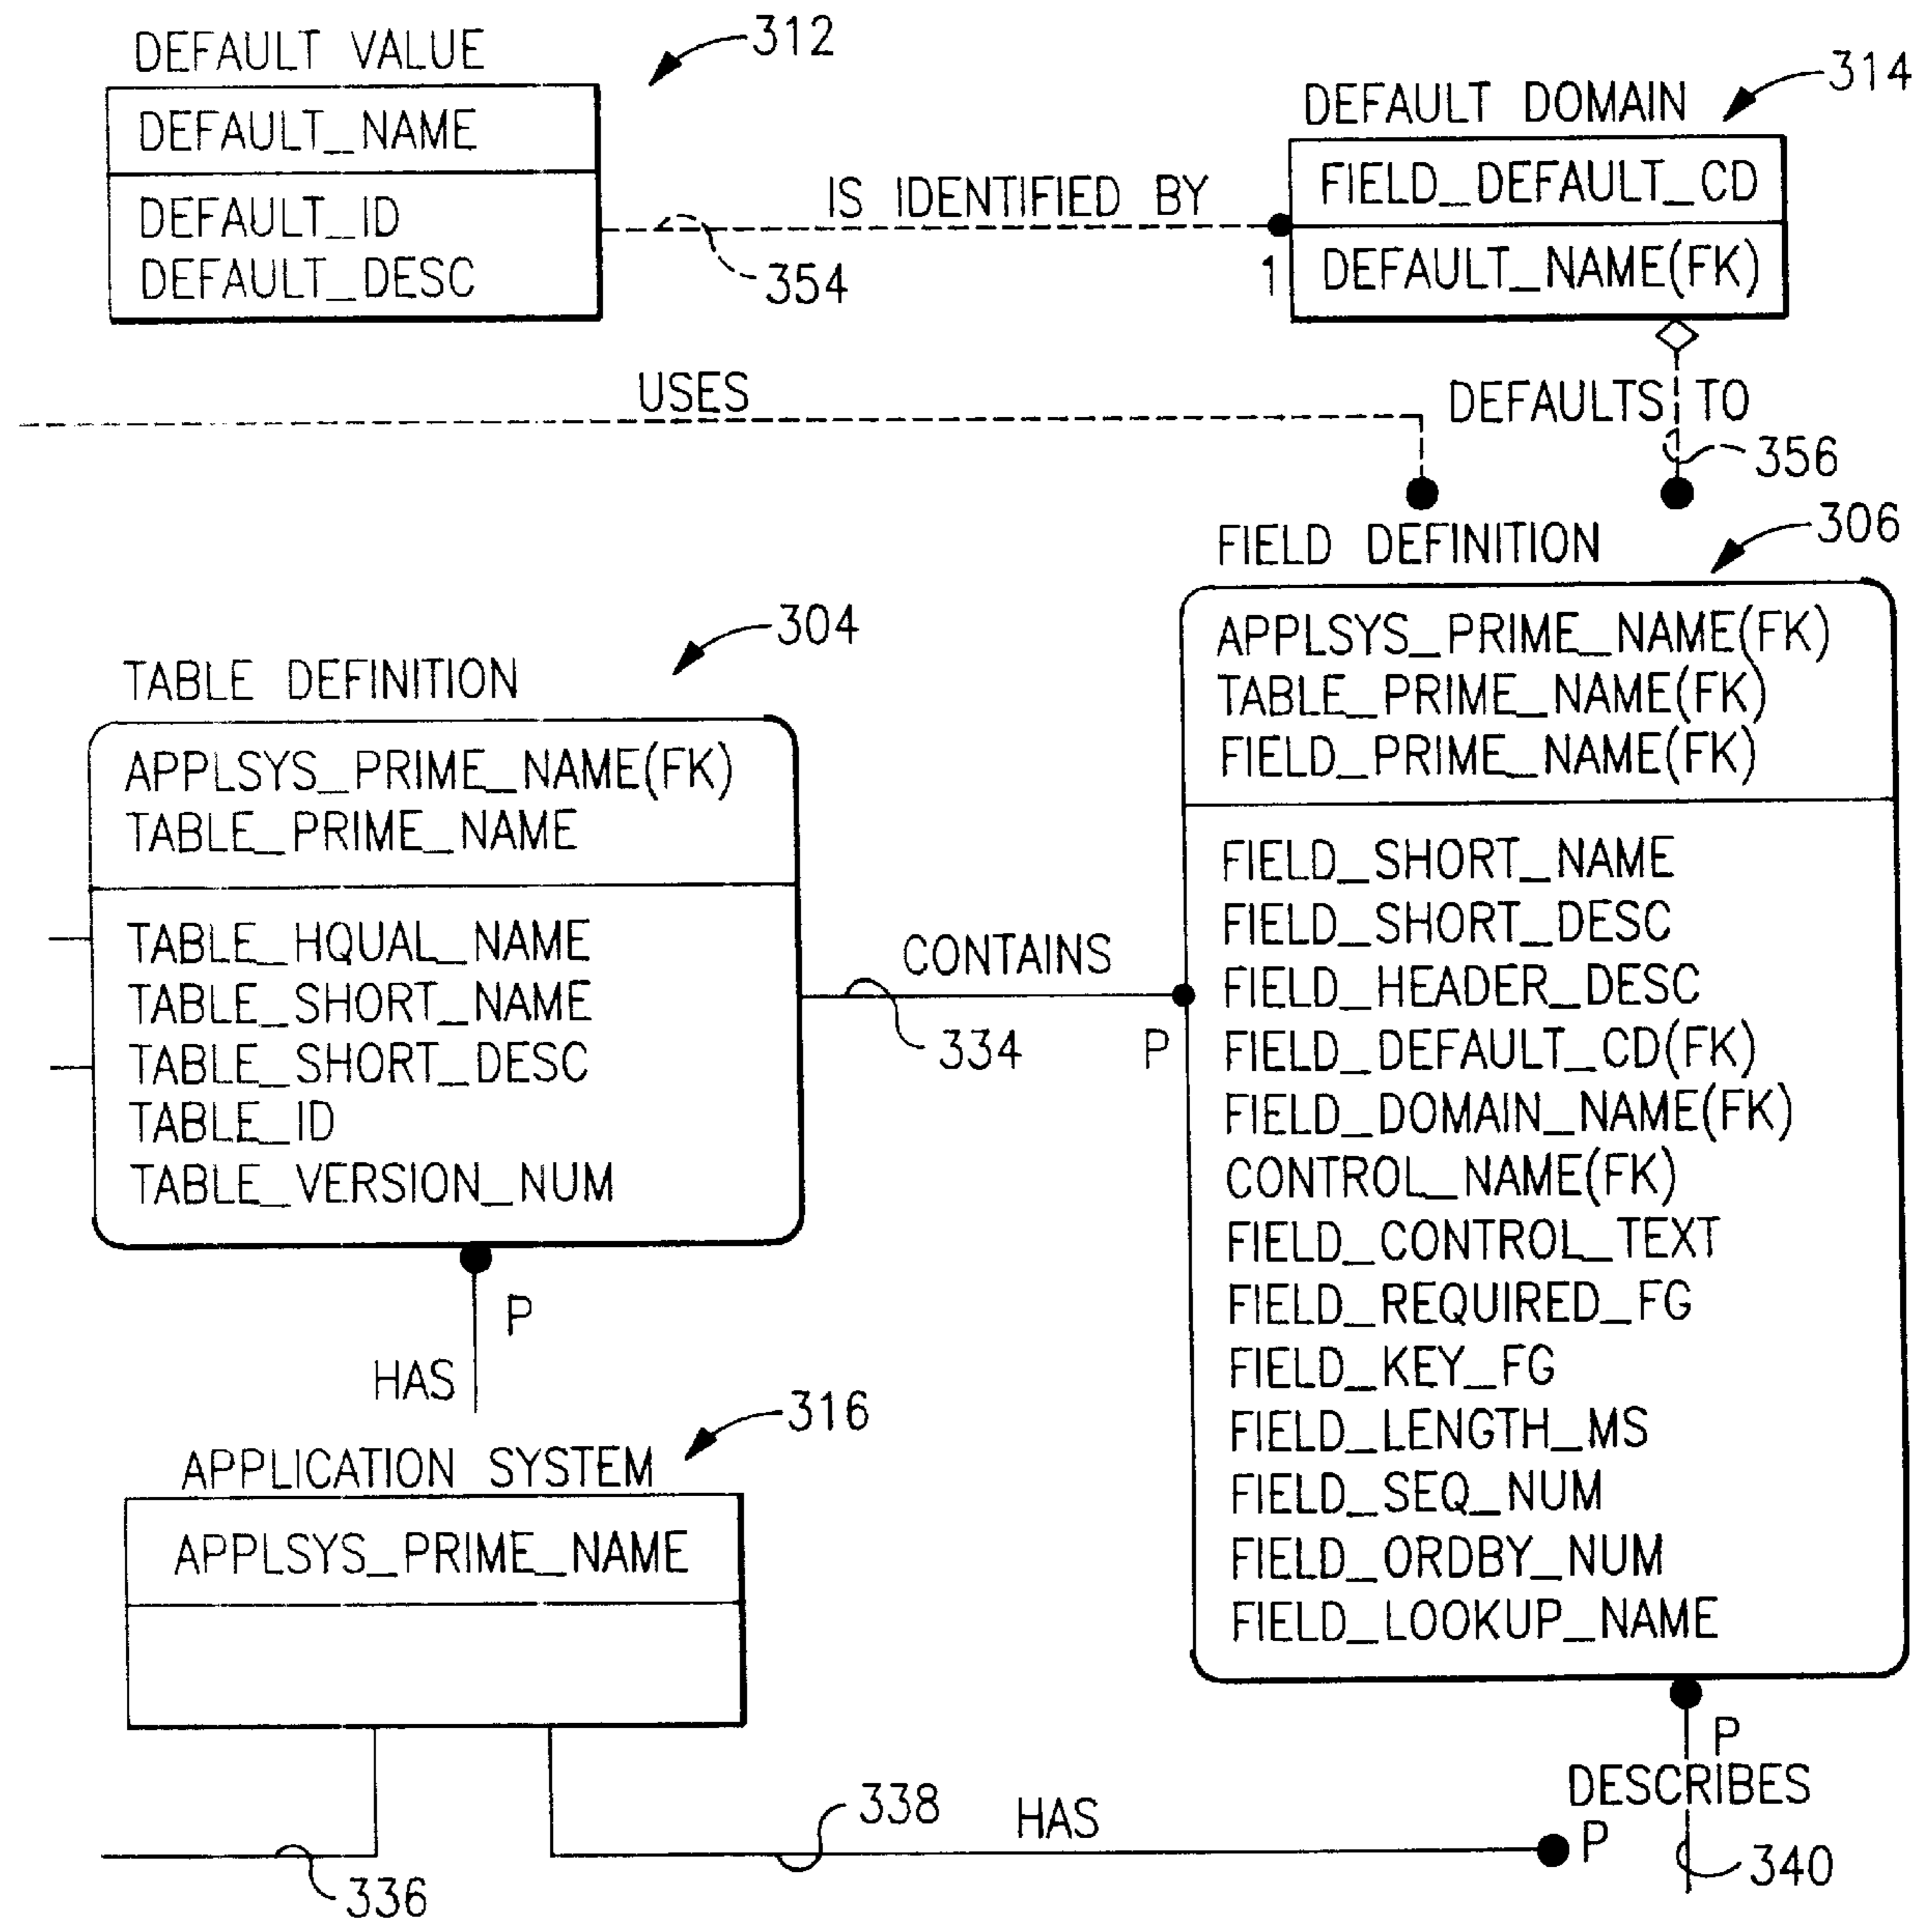 DEFAULT VALUE
312
DEFAULT_NAME
DEFAULT_ID
DEFAULT_DESC
IS IDENTIFIED BY
354
1
DEFAULT DOMAIN
314
FIELD_DEFAULT_CD
DEFAULT_NAME(FK)
USES
DEFAULTS TO
356
FIELD DEFINITION
306
APPLSYS_PRIME_NAME(FK)
TABLE_PRIME_NAME(FK)
FIELD_PRIME_NAME(FK)
FIELD_SHORT_NAME
FIELD_SHORT_DESC
FIELD_HEADER_DESC
FIELD_DEFAULT_CD(FK)
FIELD_DOMAIN_NAME(FK)
CONTROL_NAME(FK)
FIELD_CONTROL_TEXT
FIELD_REQUIRED_FG
FIELD_KEY_FG
FIELD_LENGTH_MS
FIELD_SEQ_NUM
FIELD_ORDBY_NUM
FIELD_LOOKUP_NAME
304
TABLE DEFINITION
APPLSYS_PRIME_NAME(FK)
TABLE_PRIME_NAME
TABLE_HQUAL_NAME
TABLE_SHORT_NAME
TABLE_SHORT_DESC
TABLE_ID
TABLE_VERSION_NUM
CONTAINS
334
P
P
HAS
316
APPLICATION SYSTEM
APPLSYS_PRIME_NAME
336
338
HAS
P
P
DESCRIBES
340